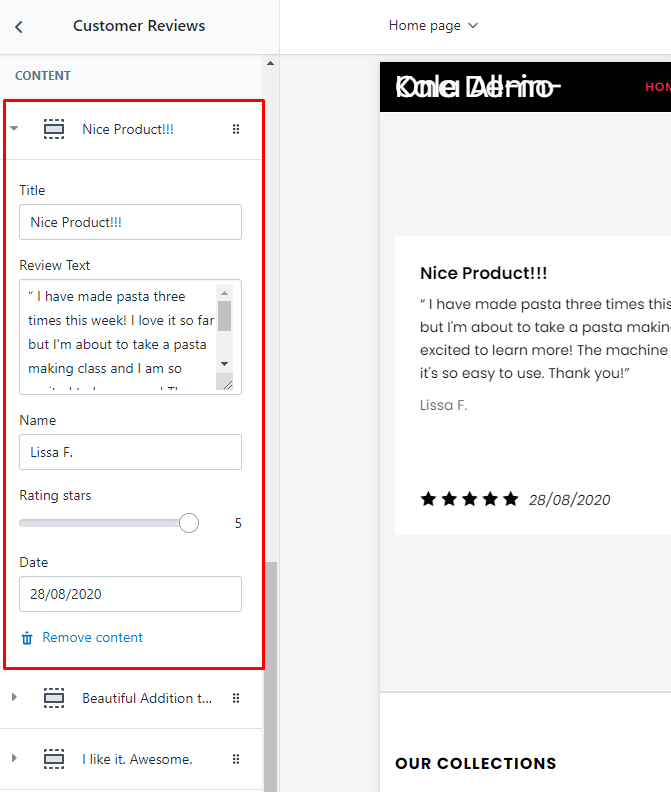 Customer Reviews
Home page
CONTENT
Nice Product!!!
Title
Nice Product!!!
Review Text
“ I have made pasta three
times this week! I love it so far
but I'm about to take a pasta
making class and I am so
Name
Lissa F.
Rating stars
5
Date
28/08/2020
Remove content
Beautiful Addition t...
I like it. Awesome.
HOM
Nice Product!!!
“ I have made pasta three times this
but I'm about to take a pasta makin
excited to learn more! The machine
it's so easy to use. Thank you!”
Lissa F.
28/08/2020
OUR COLLECTIONS